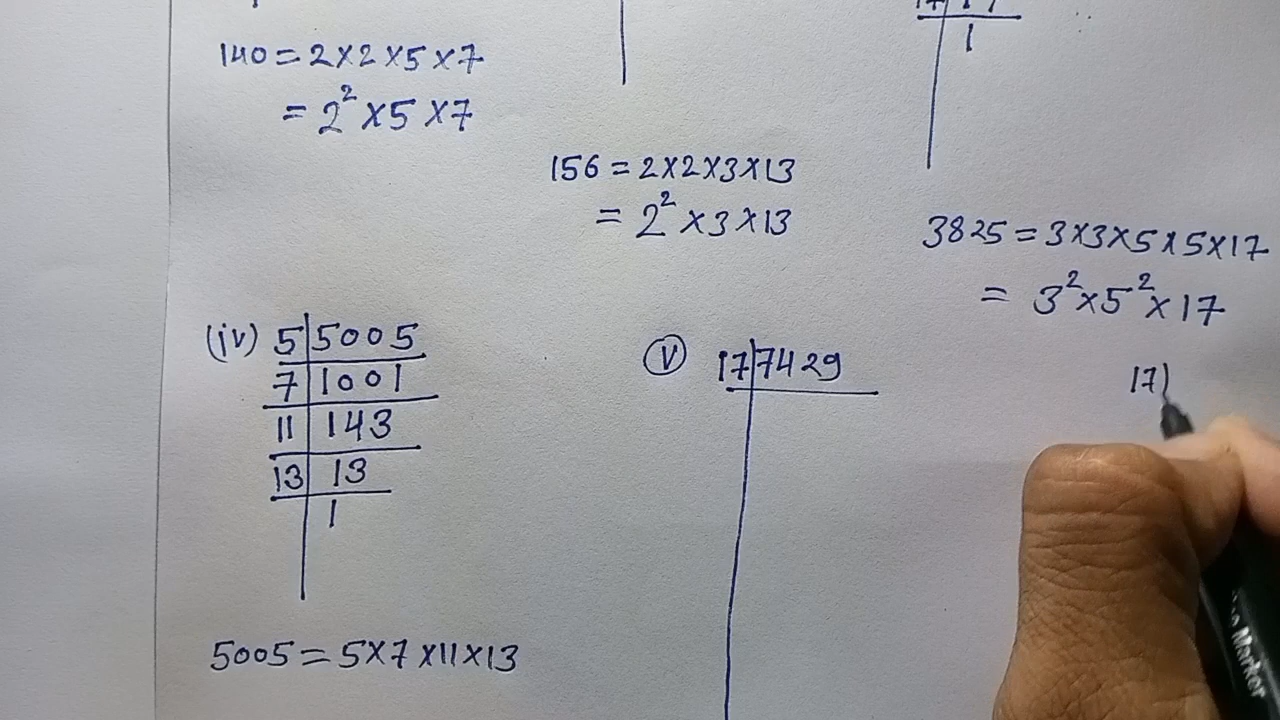 140 = 2×2×5×7
= 2² ×5 ×7
1
156 = 2×2×3×13
= 2² ×3×13
3825 = 3×3×5×5×17
= 3²×5²×17
(iv) 5|5005
7|1001
11|143
13|13
1
5005 = 5×7×11×13
(V) 17|7429
17)